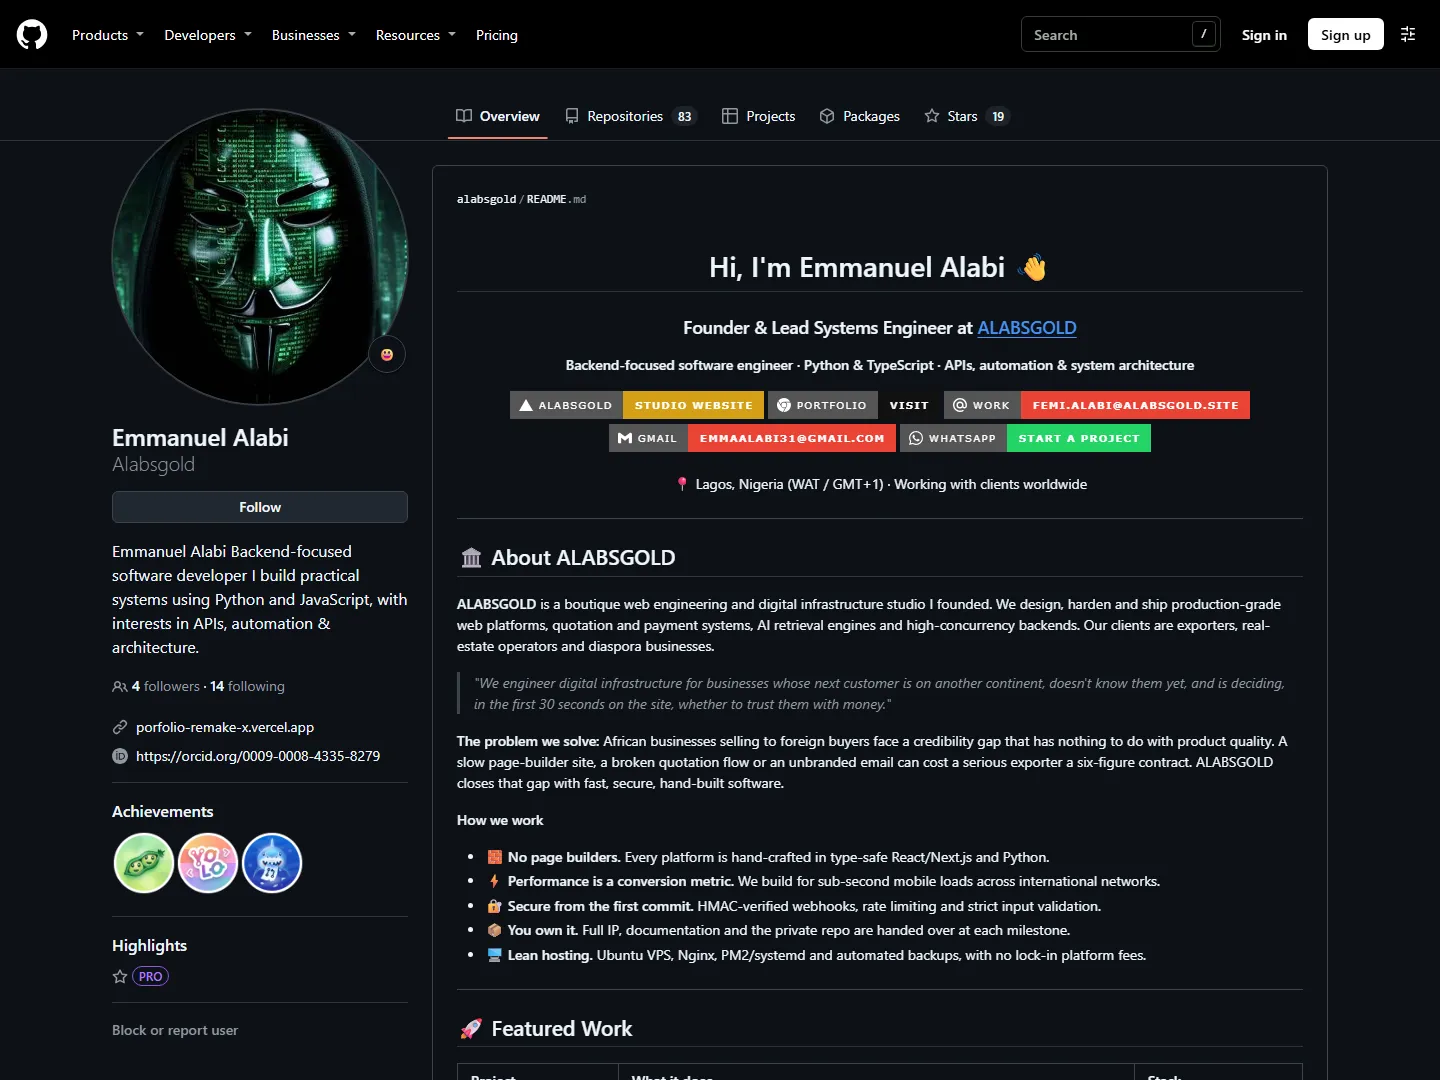 Products Developers Businesses Resources Pricing Search / Sign in Sign up
Overview Repositories 83 Projects Packages Stars 19
alabsgold/README.md
Hi, I'm Emmanuel Alabi 👋
Founder & Lead Systems Engineer at ALABSGOLD
Backend-focused software engineer · Python & TypeScript · APIs, automation & system architecture
ALABSGOLD STUDIO WEBSITE PORTFOLIO VISIT WORK FEMI.ALABI@ALABSGOLD.SITE
GMAIL EMMAALABI31@GMAIL.COM WHATSAPP START A PROJECT
📍 Lagos, Nigeria (WAT / GMT+1) · Working with clients worldwide
Emmanuel Alabi
Alabsgold
Follow
Emmanuel Alabi Backend-focused
software developer I build practical
systems using Python and JavaScript, with
interests in APIs, automation &
architecture.
4 followers · 14 following
porfolio-remake-x.vercel.app
iD https://orcid.org/0009-0008-4335-8279
Achievements
YOLO
Highlights
PRO
Block or report user
🏛️ About ALABSGOLD
ALABSGOLD is a boutique web engineering and digital infrastructure studio I founded. We design, harden and ship production-grade
web platforms, quotation and payment systems, AI retrieval engines and high-concurrency backends. Our clients are exporters, real-
estate operators and diaspora businesses.
"We engineer digital infrastructure for businesses whose next customer is on another continent, doesn't know them yet, and is deciding,
in the first 30 seconds on the site, whether to trust them with money."
The problem we solve: African businesses selling to foreign buyers face a credibility gap that has nothing to do with product quality. A
slow page-builder site, a broken quotation flow or an unbranded email can cost a serious exporter a six-figure contract. ALABSGOLD
closes that gap with fast, secure, hand-built software.
How we work
• 🧱 No page builders. Every platform is hand-crafted in type-safe React/Next.js and Python.
• ⚡ Performance is a conversion metric. We build for sub-second mobile loads across international networks.
• 🔐 Secure from the first commit. HMAC-verified webhooks, rate limiting and strict input validation.
• 📦 You own it. Full IP, documentation and the private repo are handed over at each milestone.
• 🖥️ Lean hosting. Ubuntu VPS, Nginx, PM2/systemd and automated backups, with no lock-in platform fees.
🚀 Featured Work
Project What it does Stack